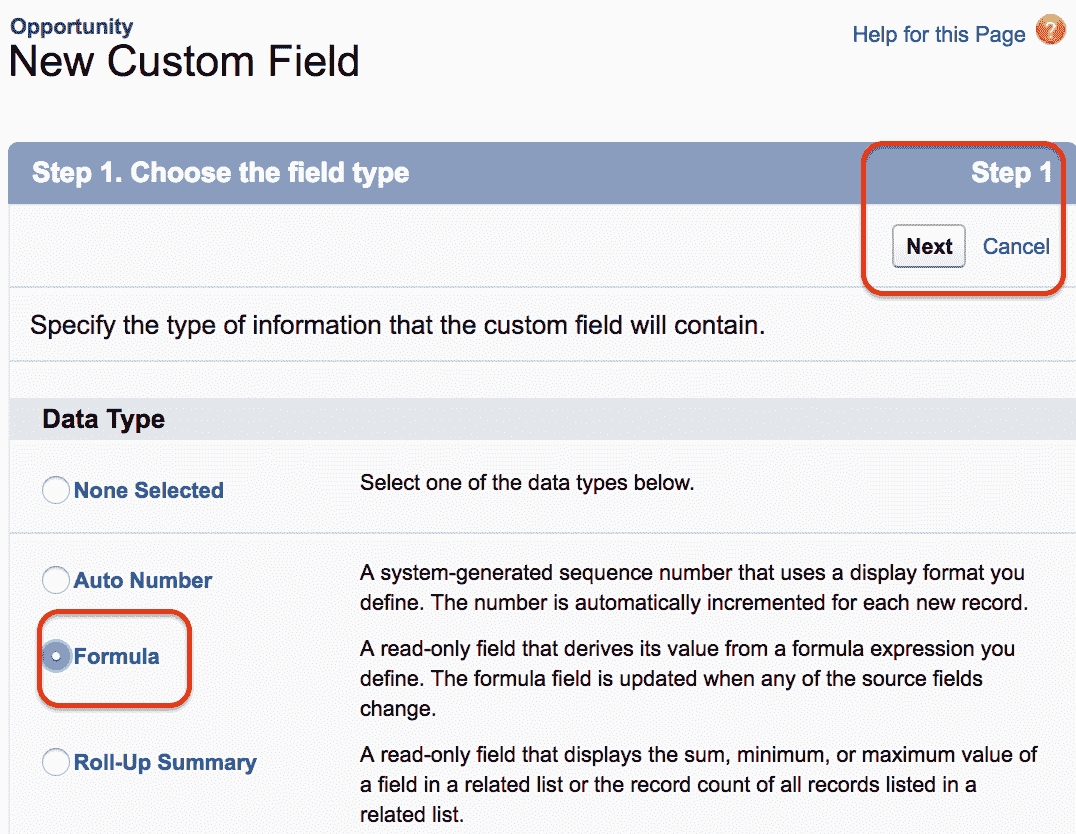 Opportunity
Help for this Page
?
New Custom Field
Step 1. Choose the field type
Step 1
Next Cancel
Specify the type of information that the custom field will contain.
Data Type
None Selected
Select one of the data types below.
Auto Number
A system-generated sequence number that uses a display format you
define. The number is automatically incremented for each new record.
Formula
A read-only field that derives its value from a formula expression you
define. The formula field is updated when any of the source fields
change.
Roll-Up Summary
A read-only field that displays the sum, minimum, or maximum value of
a field in a related list or the record count of all records listed in a
related list.